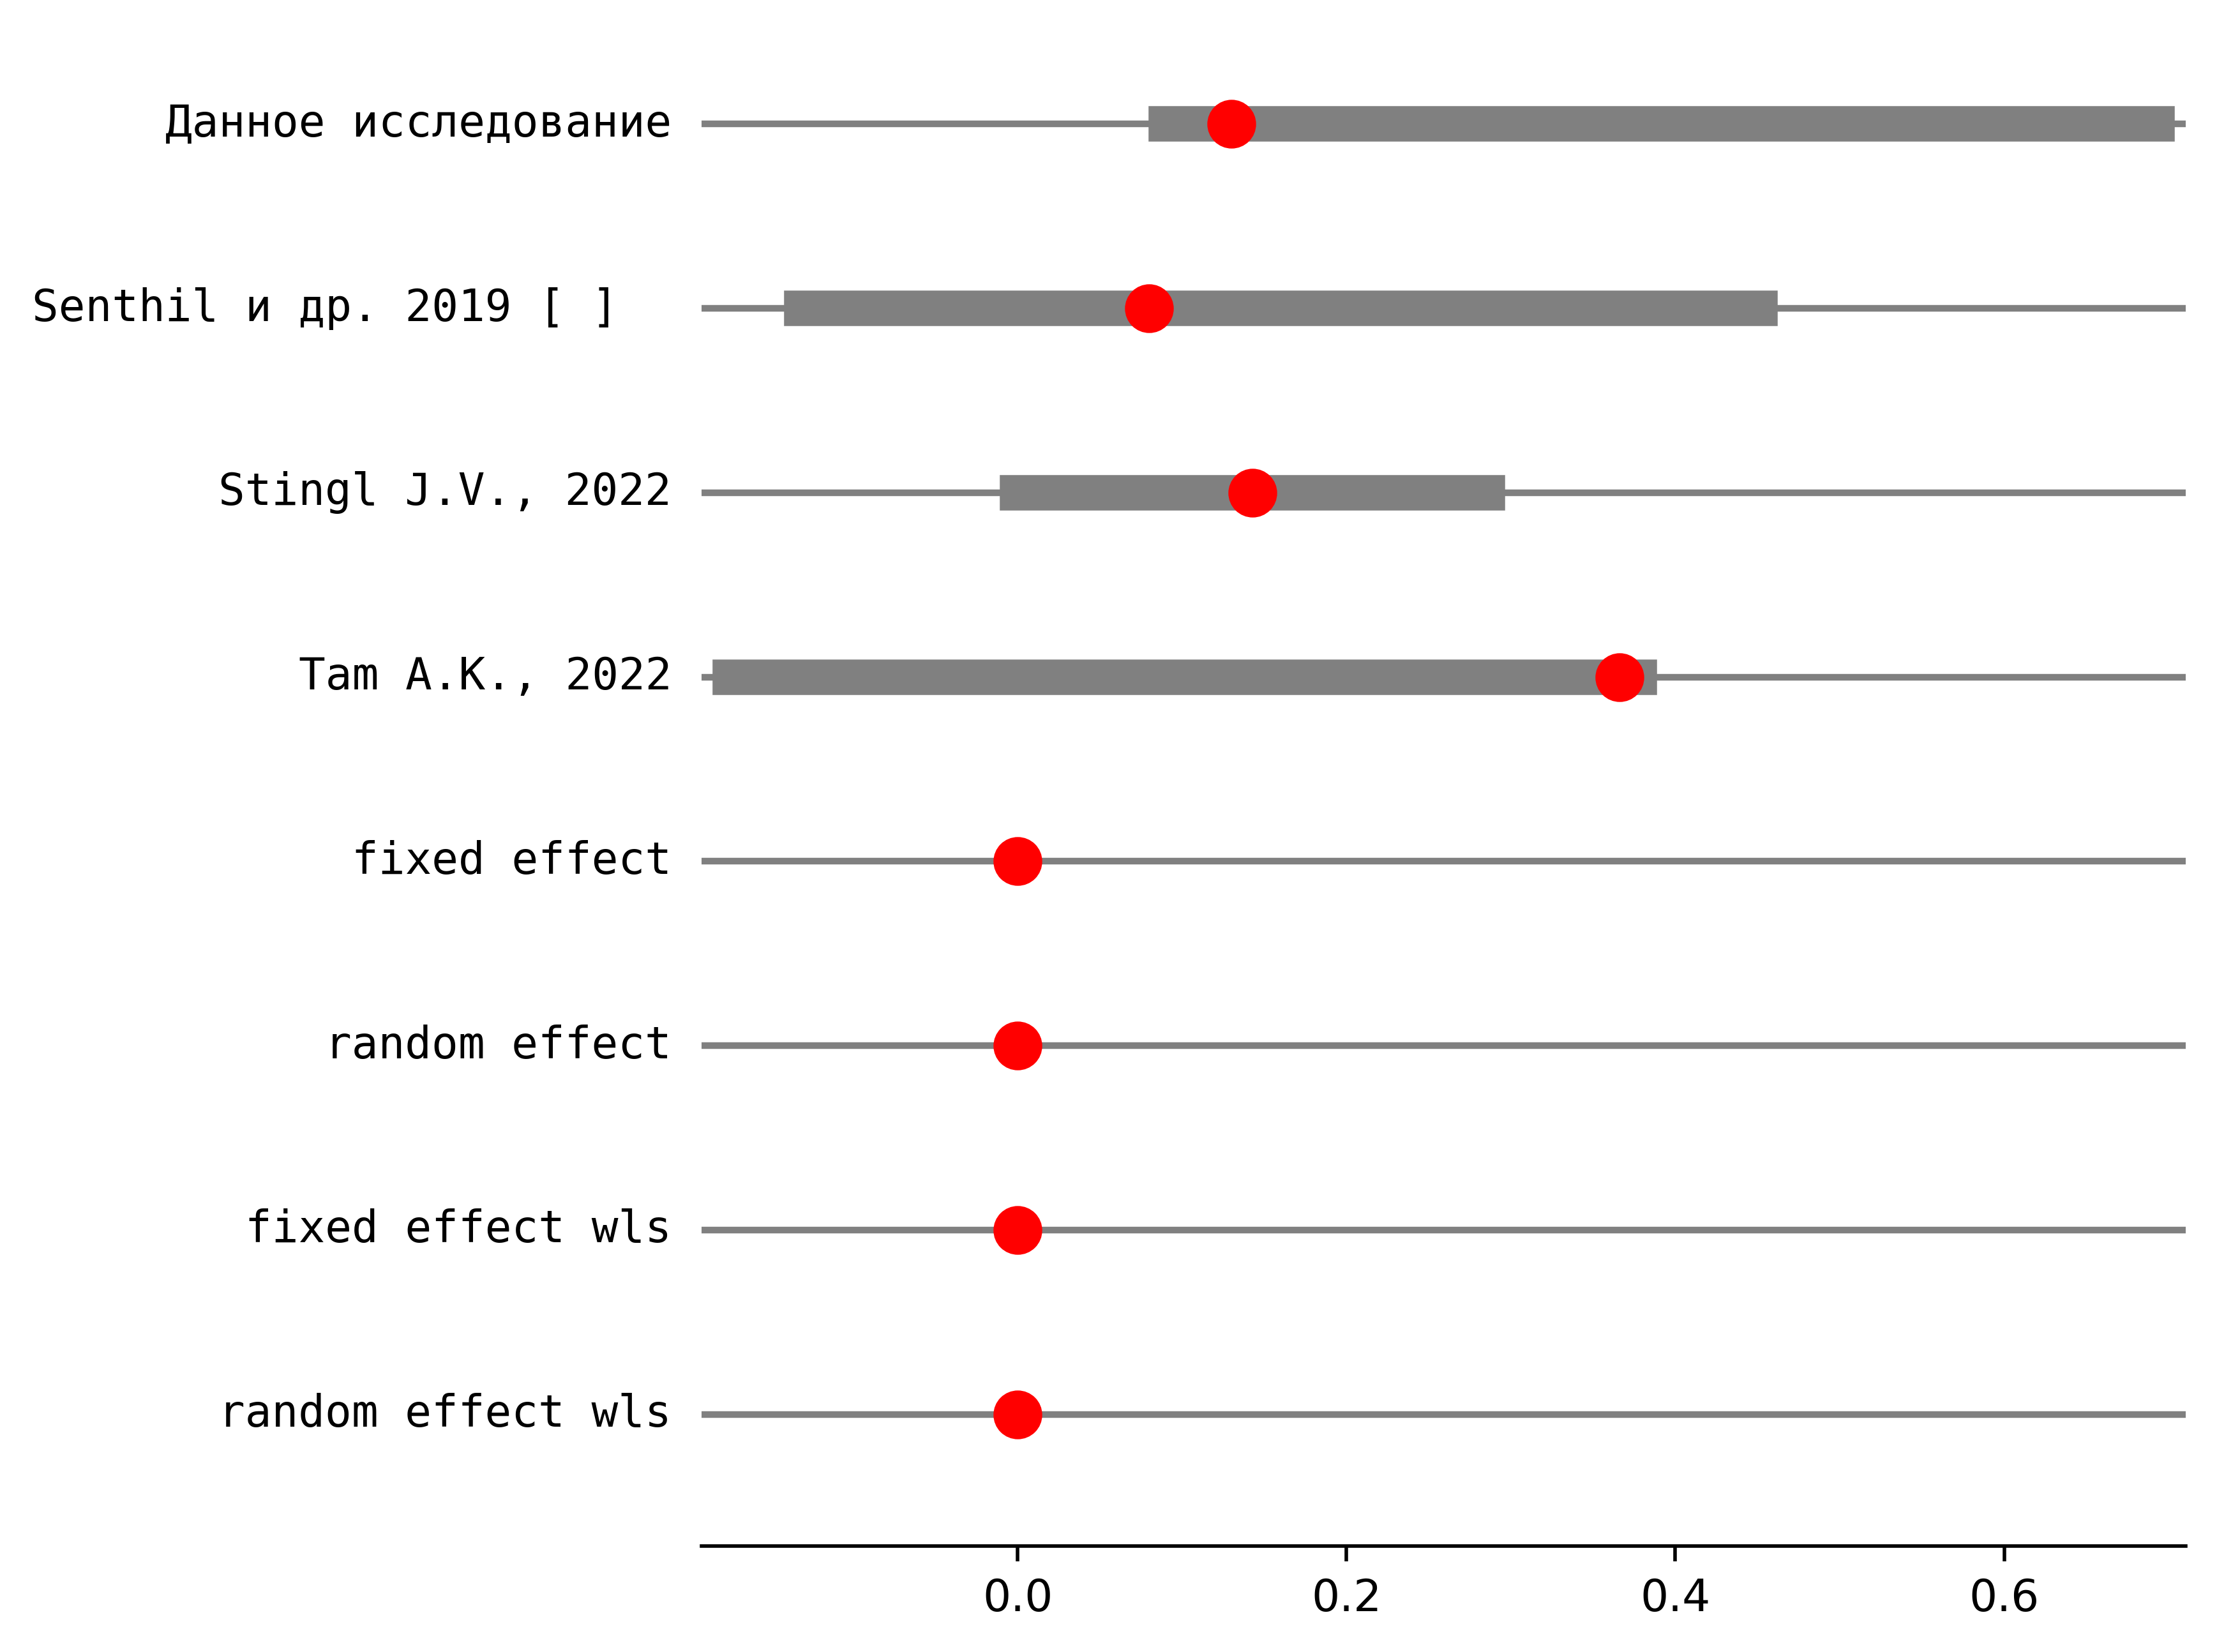 Данное исследование
Senthil и др. 2019 [ ]
Stingl J.V., 2022
Tam A.K., 2022
fixed effect
random effect
fixed effect wls
random effect wls
0.0 0.2 0.4 0.6